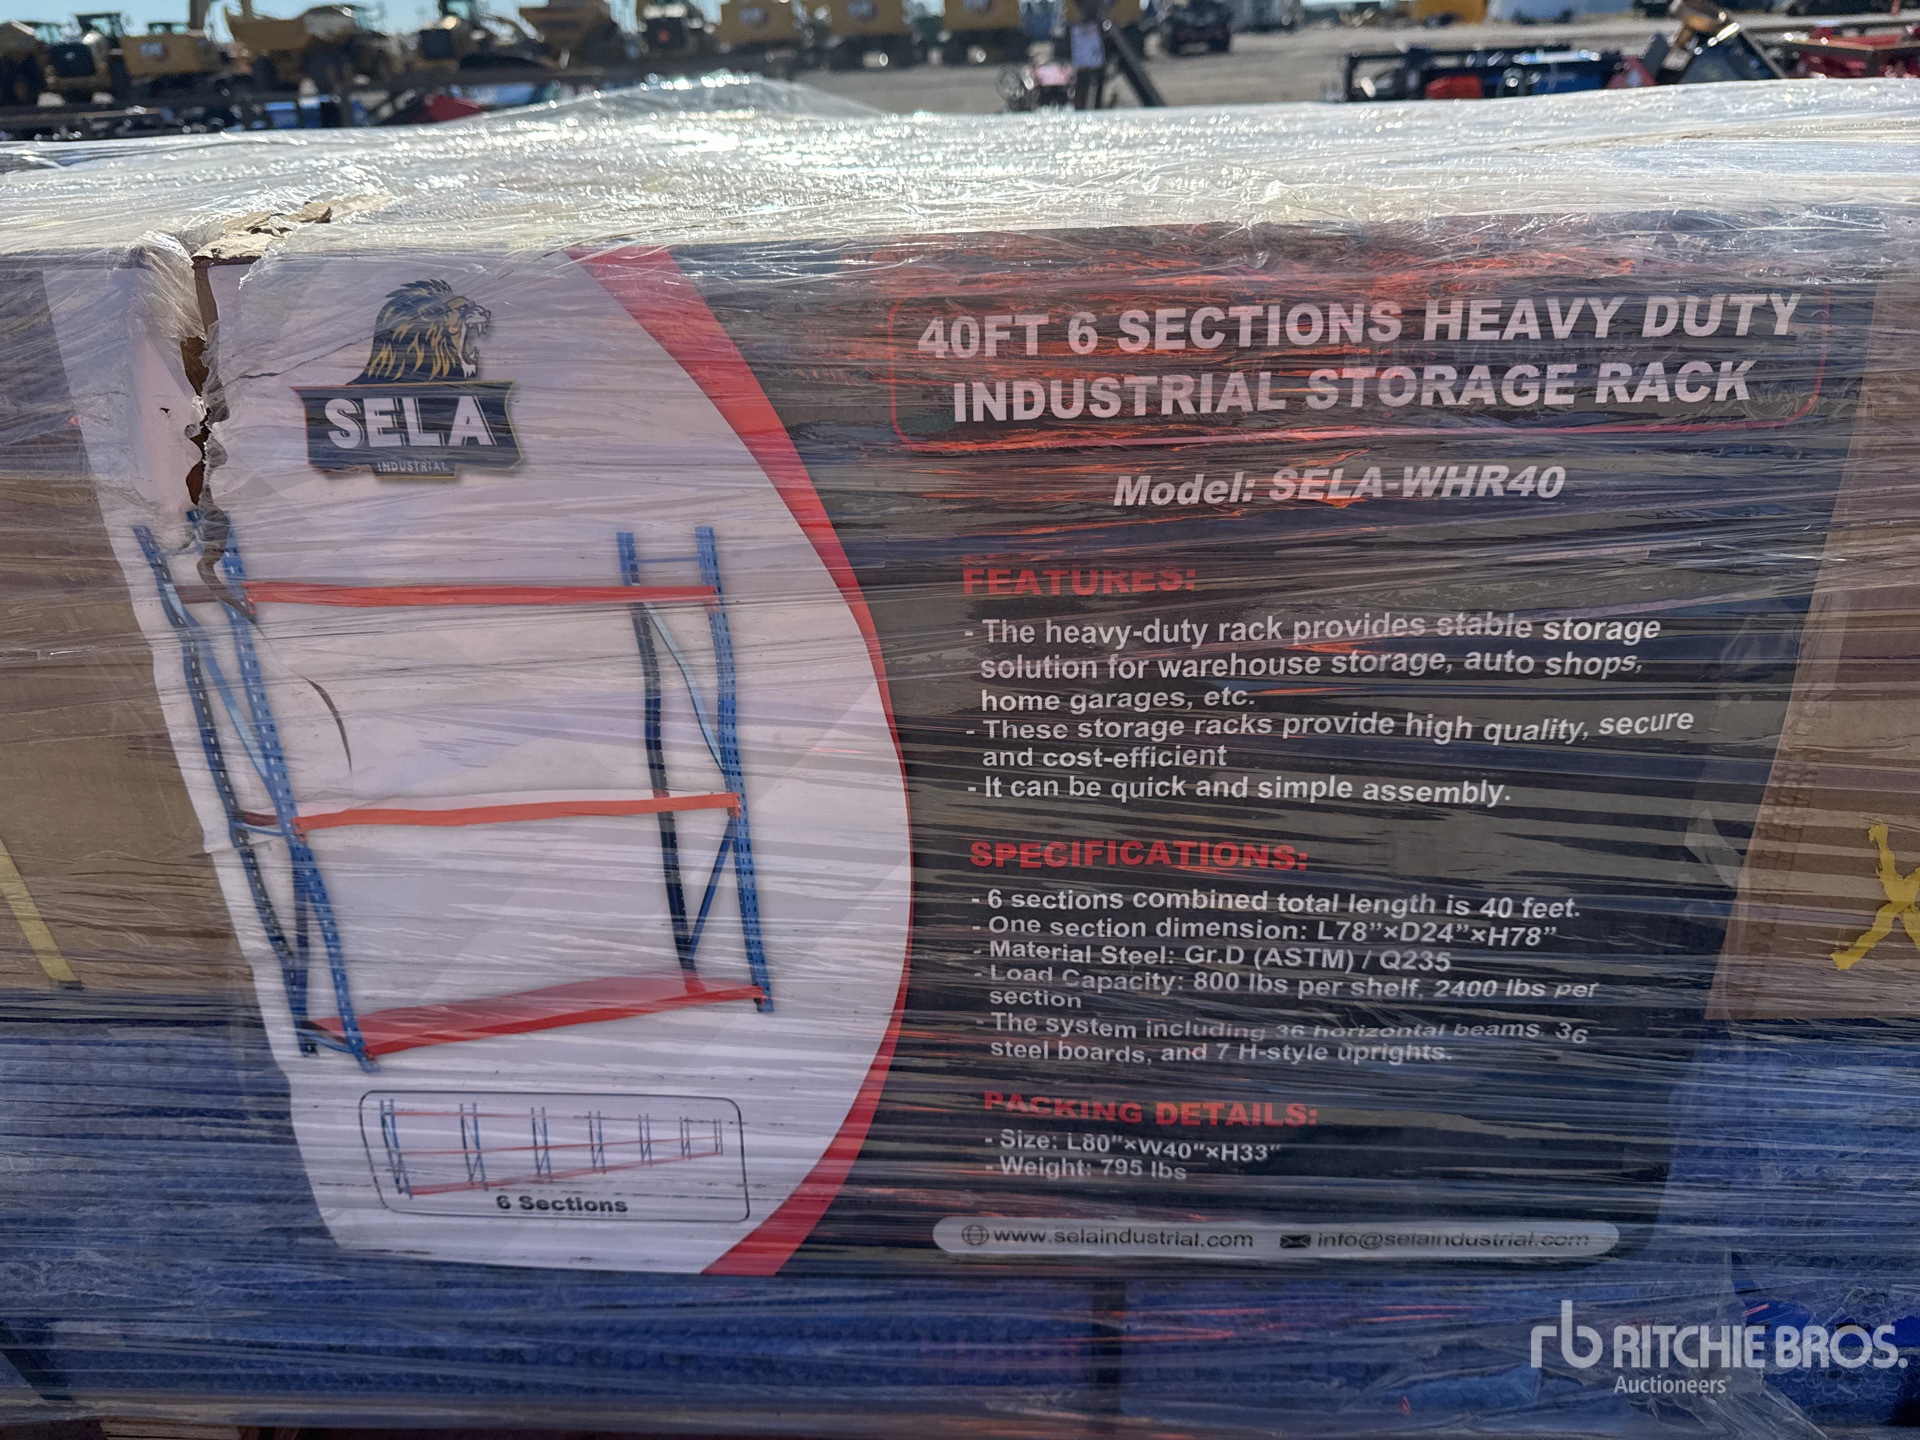 SELA
INDUSTRIAL
6 Sections
40FT 6 SECTIONS HEAVY DUTY
INDUSTRIAL STORAGE RACK
Model: SELA-WHR40
FEATURES:
- The heavy-duty rack provides stable storage
solution for warehouse storage, auto shops,
home garages, etc.
- These storage racks provide high quality, secure
and cost-efficient
- It can be quick and simple assembly.
SPECIFICATIONS:
- 6 sections combined total length is 40 feet.
- One section dimension: L78”×D24”×H78”
- Material Steel: Gr.D (ASTM) / Q235
- Load Capacity: 800 lbs per shelf, 2400 lbs per
section
- The system including 36 horizontal beams, 36
steel boards, and 7 H-style uprights.
PACKING DETAILS:
- Size: L80”×W40”×H33”
- Weight: 795 lbs
www.selaindustrial.com info@selaindustrial.com
rb RITCHIE BROS.
Auctioneers